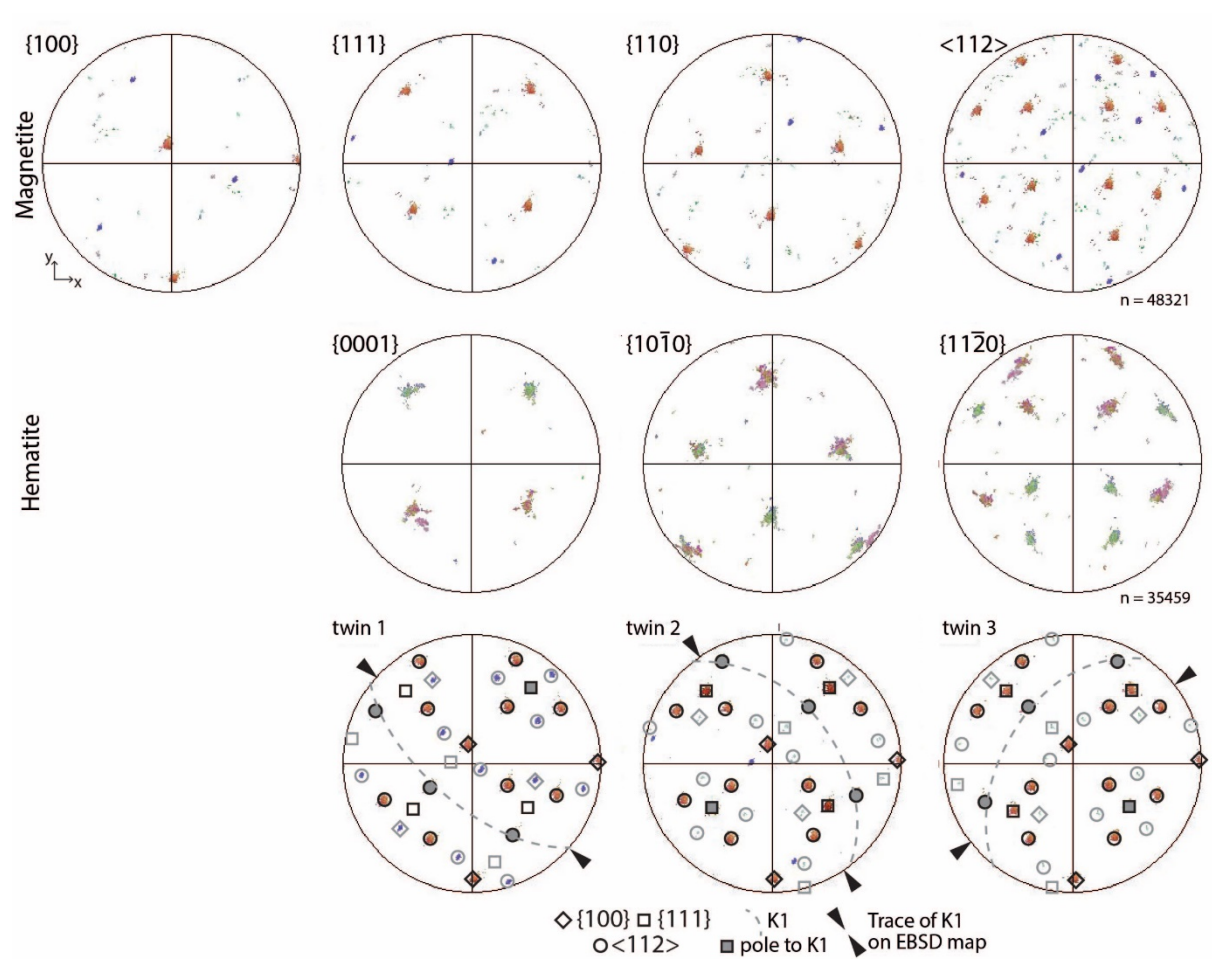 {100} {111} {110} <112>
Magnetite
y
x
n = 48321
{0001} {101̄0} {112̄0}
Hematite
n = 35459
twin 1 twin 2 twin 3
{100} {111} K1 Trace of K1
<112> pole to K1 on EBSD map